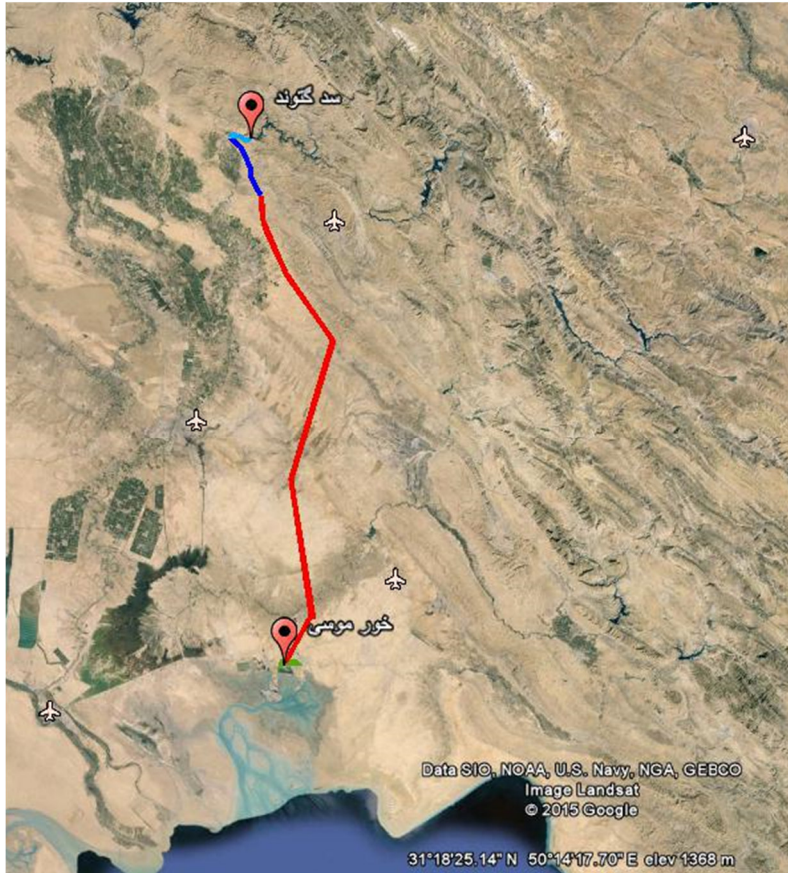 سد گتوند
خور موسی
Data SIO, NOAA, U.S. Navy, NGA, GEBCO
Image Landsat
© 2015 Google
31°18'25.14" N 50°14'17.70" E elev 1368 m